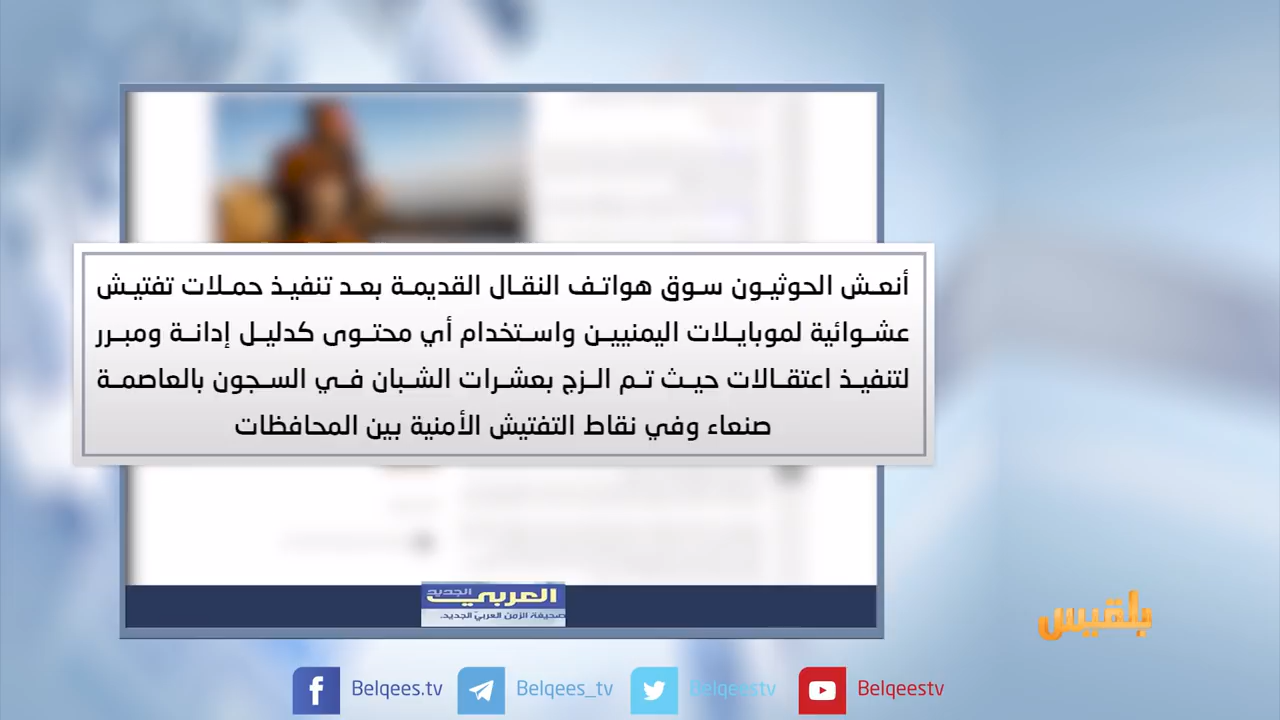 أنعش الحوثيون سوق هواتف النقال القديمة بعد تنفيذ حملات تفتيش
عشوائية لموبايلات اليمنيين واستخدام أي محتوى كدليل إدانة ومبرر
لتنفيذ اعتقالات حيث تم الزج بعشرات الشبان في السجون بالعاصمة
صنعاء وفي نقاط التفتيش الأمنية بين المحافظات
العربي الجديد
صحيفة الزمن العربيّ الجديد.
بلقيس
Belqees.tv Belqees_tv Belqeestv Belqeestv